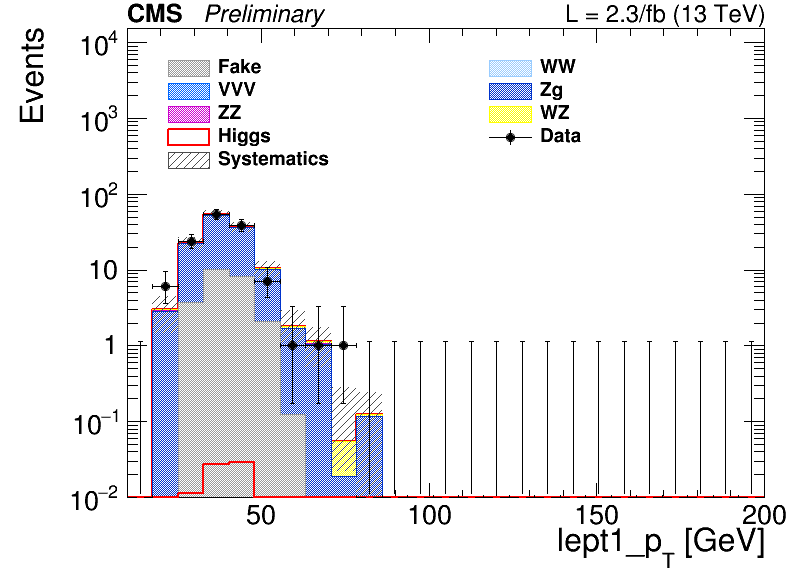 CMS Preliminary L = 2.3/fb (13 TeV)
Events
10^4
10^3
10^2
10
1
10^−1
10^−2
Fake WW
VVV Zg
ZZ WZ
Higgs Data
Systematics
50 100 150 200
lept1_p_T [GeV]